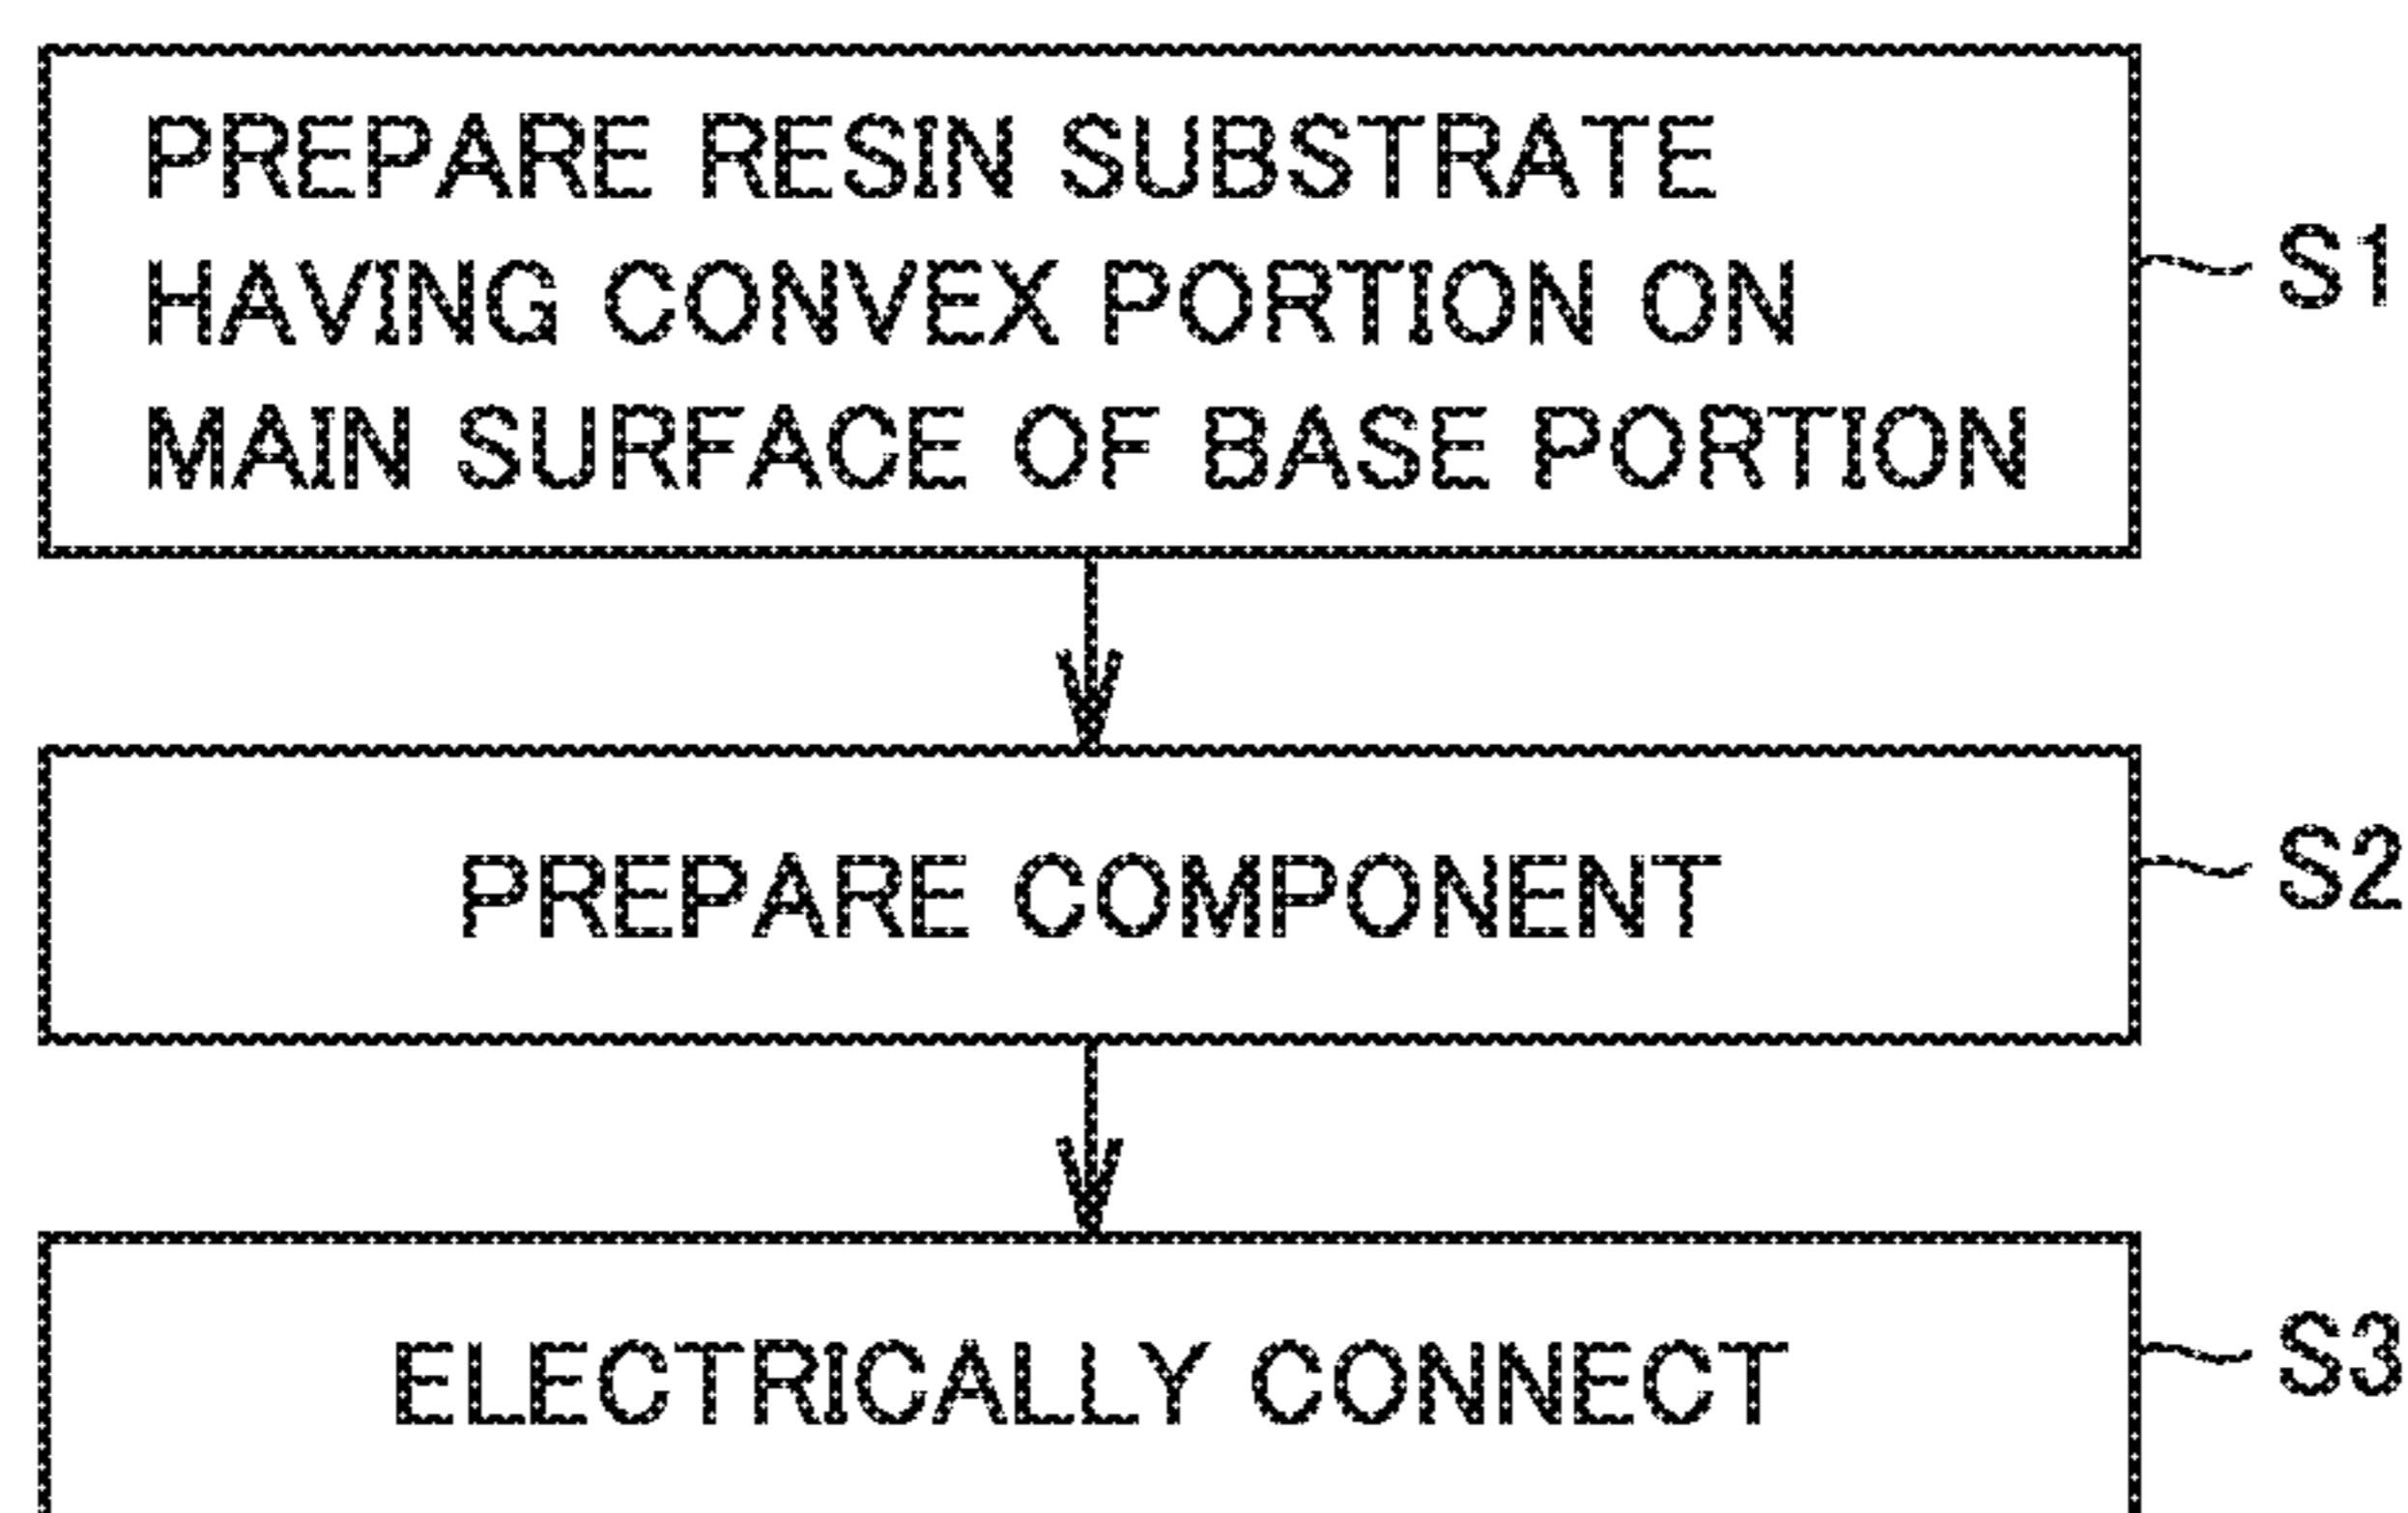 PREPARE RESIN SUBSTRATE
HAVING CONVEX PORTION ON
MAIN SURFACE OF BASE PORTION
S1
PREPARE COMPONENT
S2
ELECTRICALLY CONNECT
S3